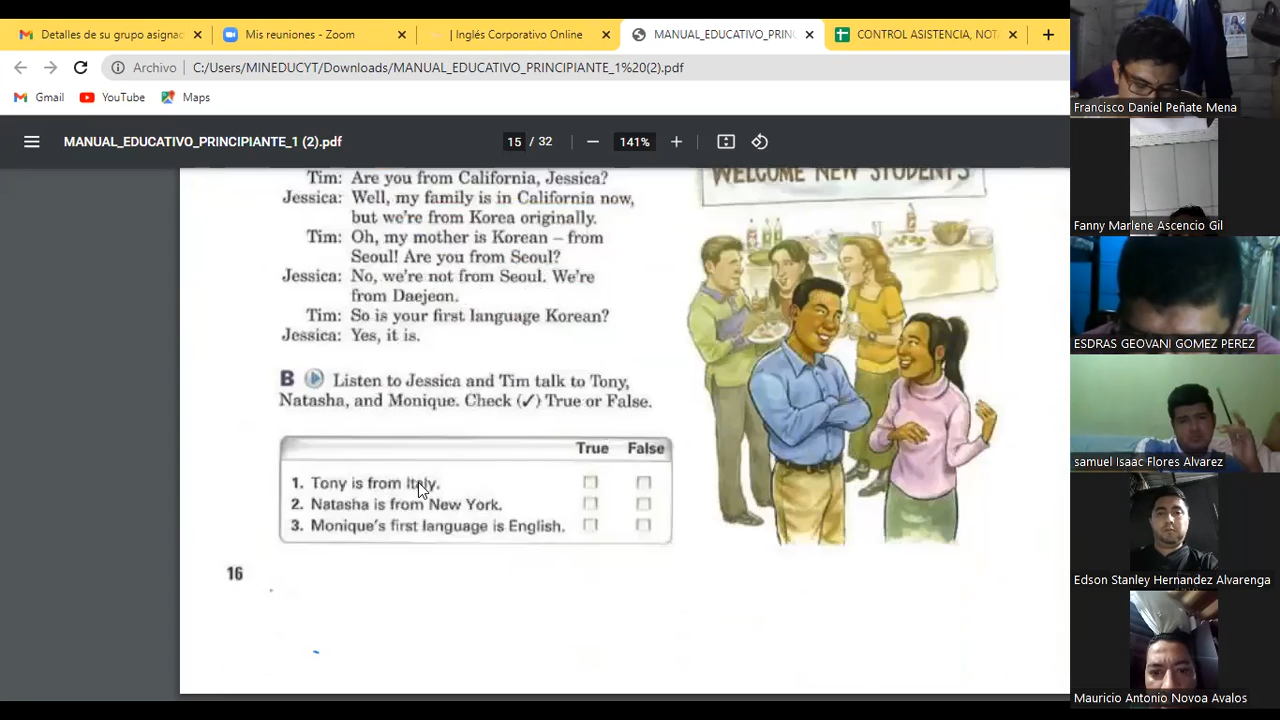 Detalles de su grupo asigna
Mis reuniones - Zoom
| Inglés Corporativo Online
MANUAL_EDUCATIVO_PRIN
CONTROL ASISTENCIA, NOT
Archivo
C:/Users/MINEDUCYT/Downloads/MANUAL_EDUCATIVO_PRINCIPIANTE_1%20(2).pdf
Gmail
YouTube
Maps
MANUAL_EDUCATIVO_PRINCIPIANTE_1 (2).pdf
15 / 32
141%
WELCOME NEW STUDENTS
Tim: Are you from California, Jessica?
Jessica: Well, my family is in California now,
but we're from Korea originally.
Tim: Oh, my mother is Korean – from
Seoul! Are you from Seoul?
Jessica: No, we're not from Seoul. We're
from Daejeon.
Tim: So is your first language Korean?
Jessica: Yes, it is.
B Listen to Jessica and Tim talk to Tony,
Natasha, and Monique. Check (✓) True or False.
True False
1. Tony is from Italy.
2. Natasha is from New York.
3. Monique's first language is English.
16
Francisco Daniel Peñate Mena
Fanny Marlene Ascencio Gil
ESDRAS GEOVANI GOMEZ PEREZ
samuel Isaac Flores Alvarez
Edson Stanley Hernandez Alvarenga
Mauricio Antonio Novoa Avalos